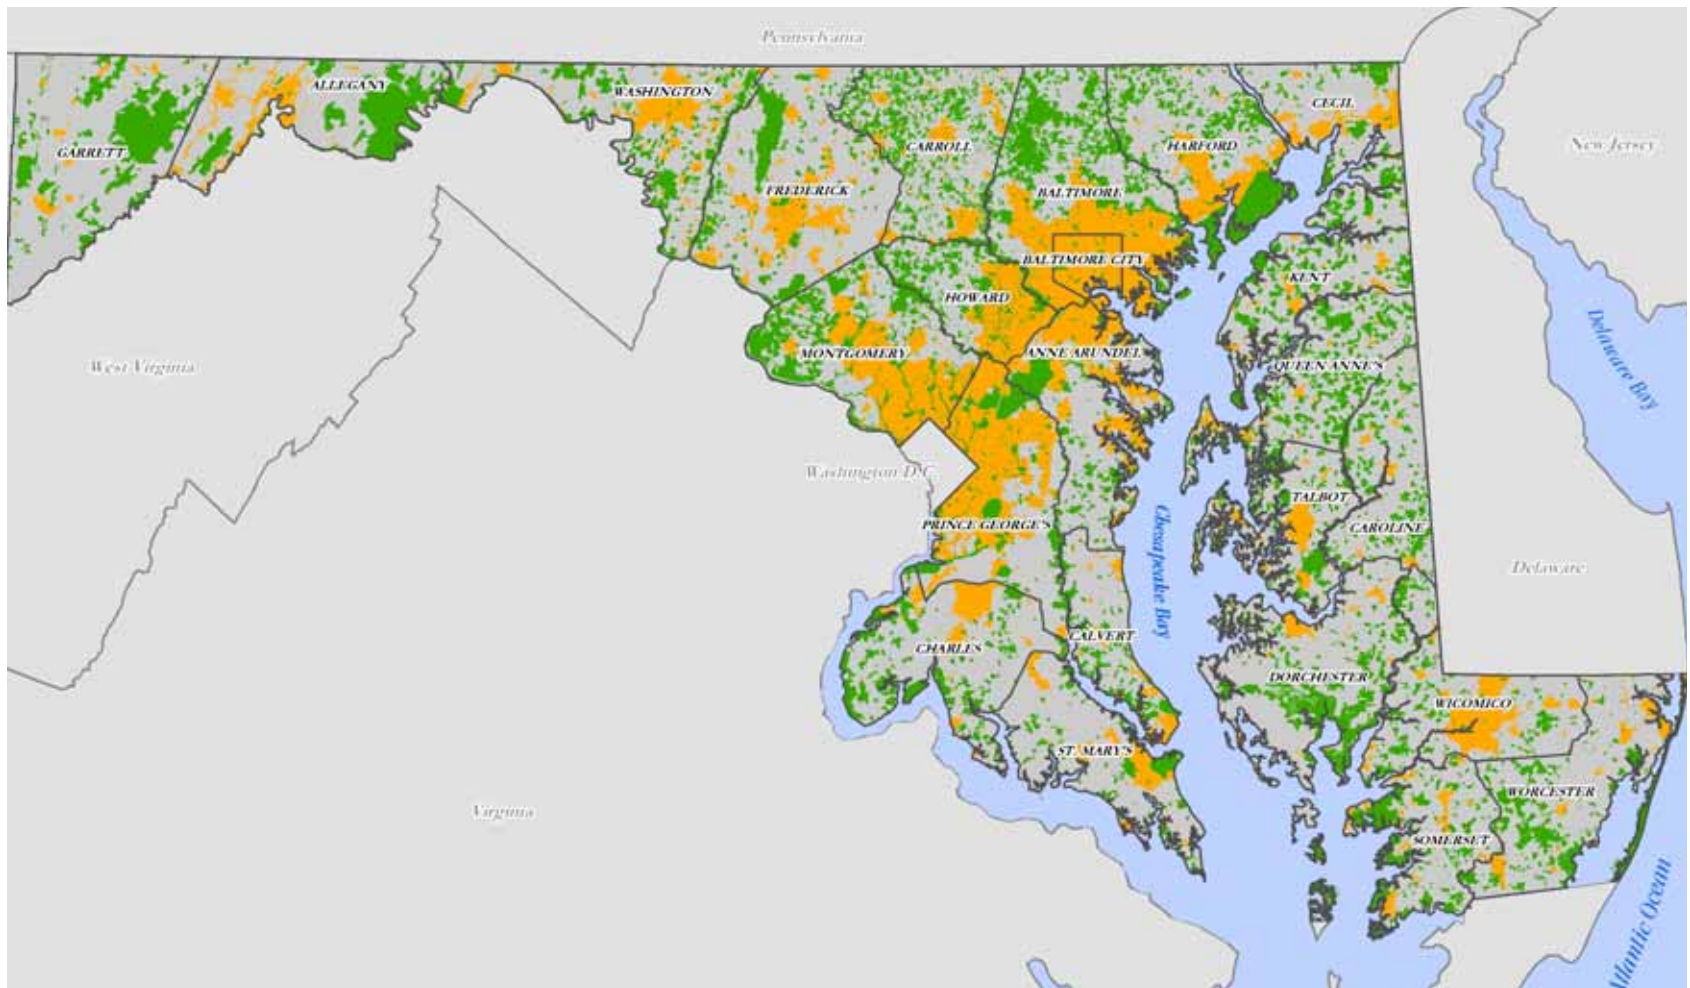 Pennsylvania
ALLEGANY
WASHINGTON
CECIL
GARRETT
CARROLL
HARFORD
New Jersey
FREDERICK
BALTIMORE
BALTIMORE CITY
KENT
HOWARD
MONTGOMERY
ANNE ARUNDEL
West Virginia
QUEEN ANNE'S
Delaware Bay
Washington D.C.
TALBOT
PRINCE GEORGE'S
CAROLINE
Chesapeake Bay
Delaware
CALVERT
CHARLES
DORCHESTER
WICOMICO
ST. MARY'S
WORCESTER
Virginia
SOMERSET
Atlantic Ocean